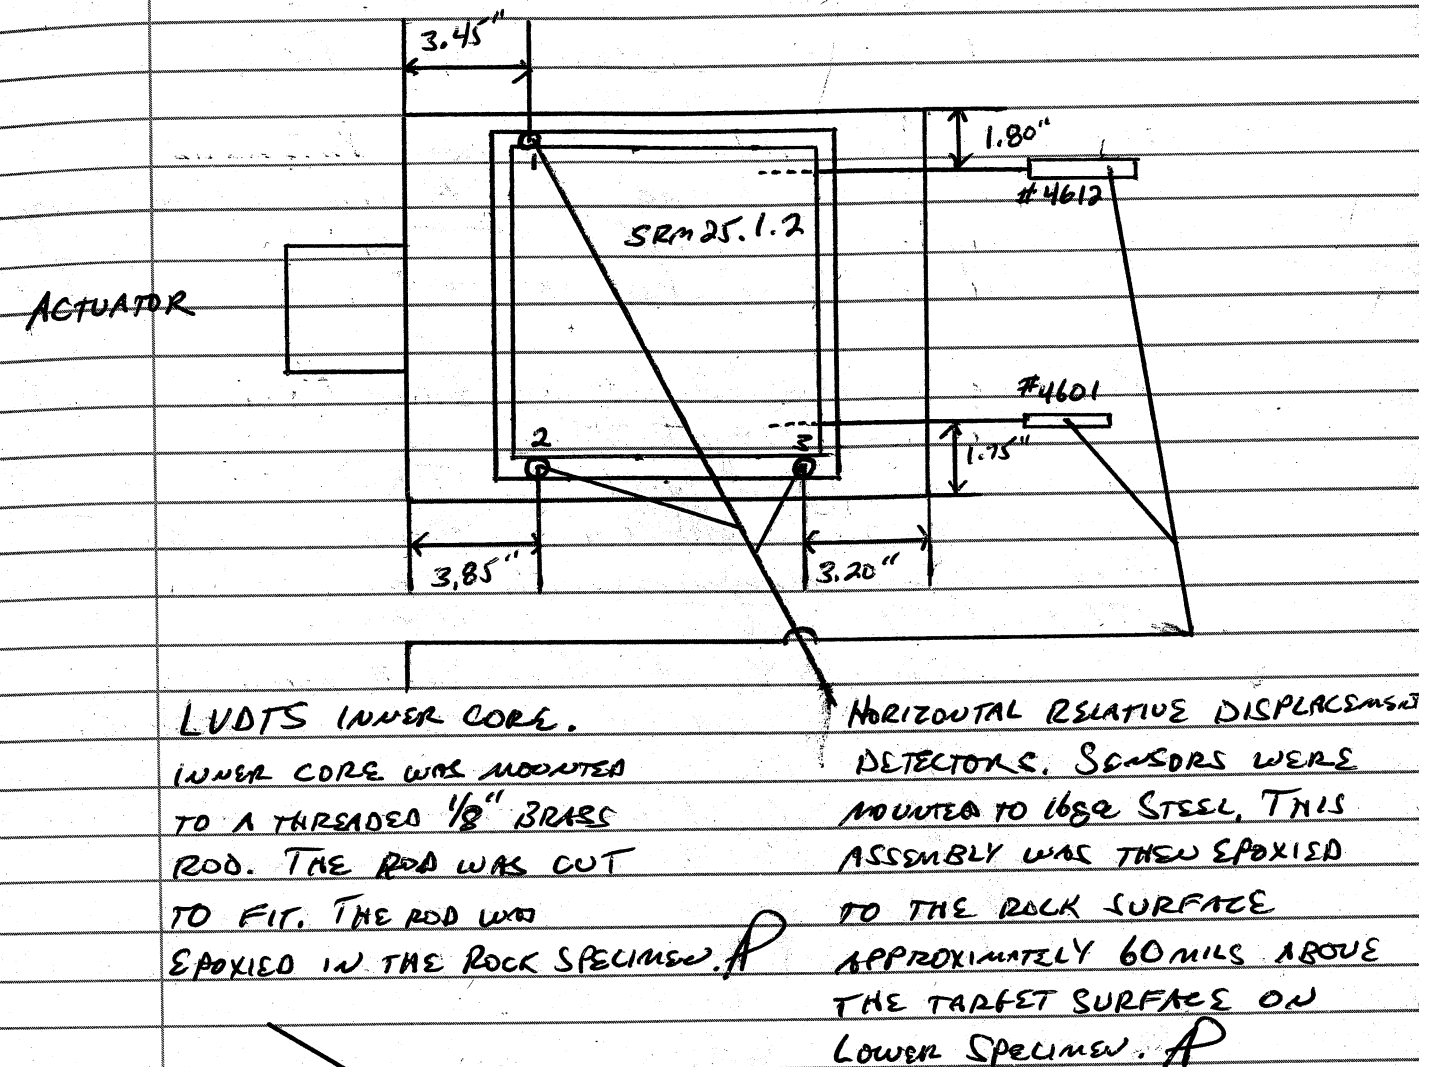 3.45"
1.80"
1
#4612
SRM 25.1.2
ACTUATOR
#4601
2
3
1.75"
3.85"
3.20"
LVDTS INNER CORE.
INNER CORE WAS MOUNTED
TO A THREADED 1/8" BRASS
ROD. THE ROD WAS CUT
TO FIT. THE ROD WAS
EPOXIED IN THE ROCK SPECIMEN.
HORIZONTAL RELATIVE DISPLACEMENT
DETECTORS. SENSORS WERE
MOUNTED TO 16ga STEEL. THIS
ASSEMBLY WAS THEN EPOXIED
TO THE ROCK SURFACE
APPROXIMATELY 60 MILS ABOVE
THE TARGET SURFACE ON
LOWER SPECIMEN.